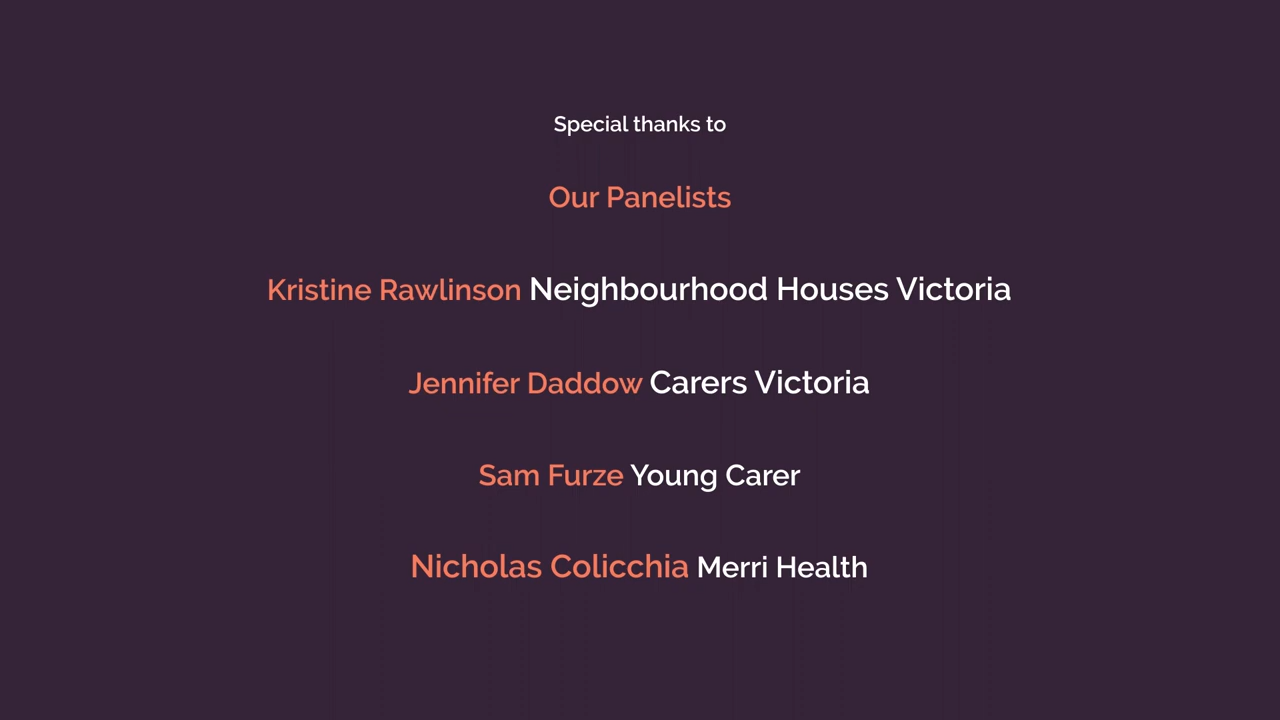 Special thanks to
Our Panelists
Kristine Rawlinson Neighbourhood Houses Victoria
Jennifer Daddow Carers Victoria
Sam Furze Young Carer
Nicholas Colicchia Merri Health